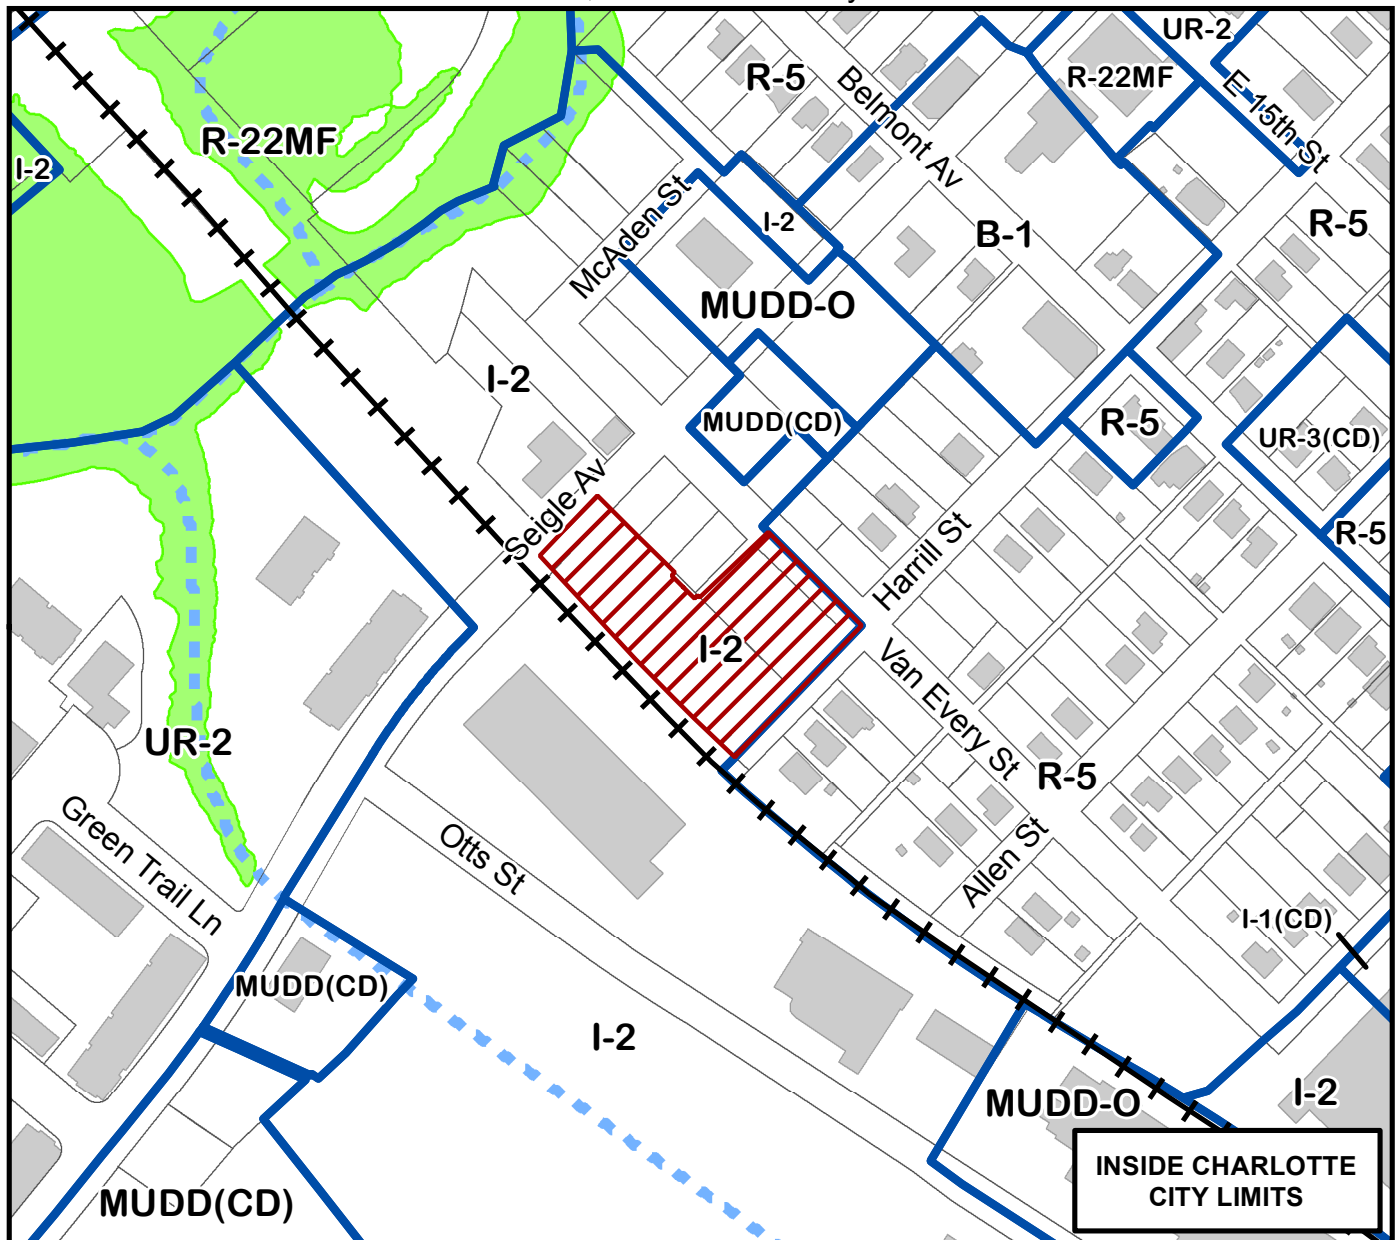 UR-2
R-5
R-22MF
Belmont Av
E 15th St
R-22MF
I-2
McAden St
I-2
B-1
R-5
MUDD-O
I-2
MUDD(CD)
R-5
UR-3(CD)
Seigle Av
R-5
Harrill St
I-2
Van Every St
UR-2
R-5
Green Trail Ln
Otts St
Allen St
I-1(CD)
MUDD(CD)
I-2
I-2
MUDD-O
MUDD(CD)
INSIDE CHARLOTTE
CITY LIMITS